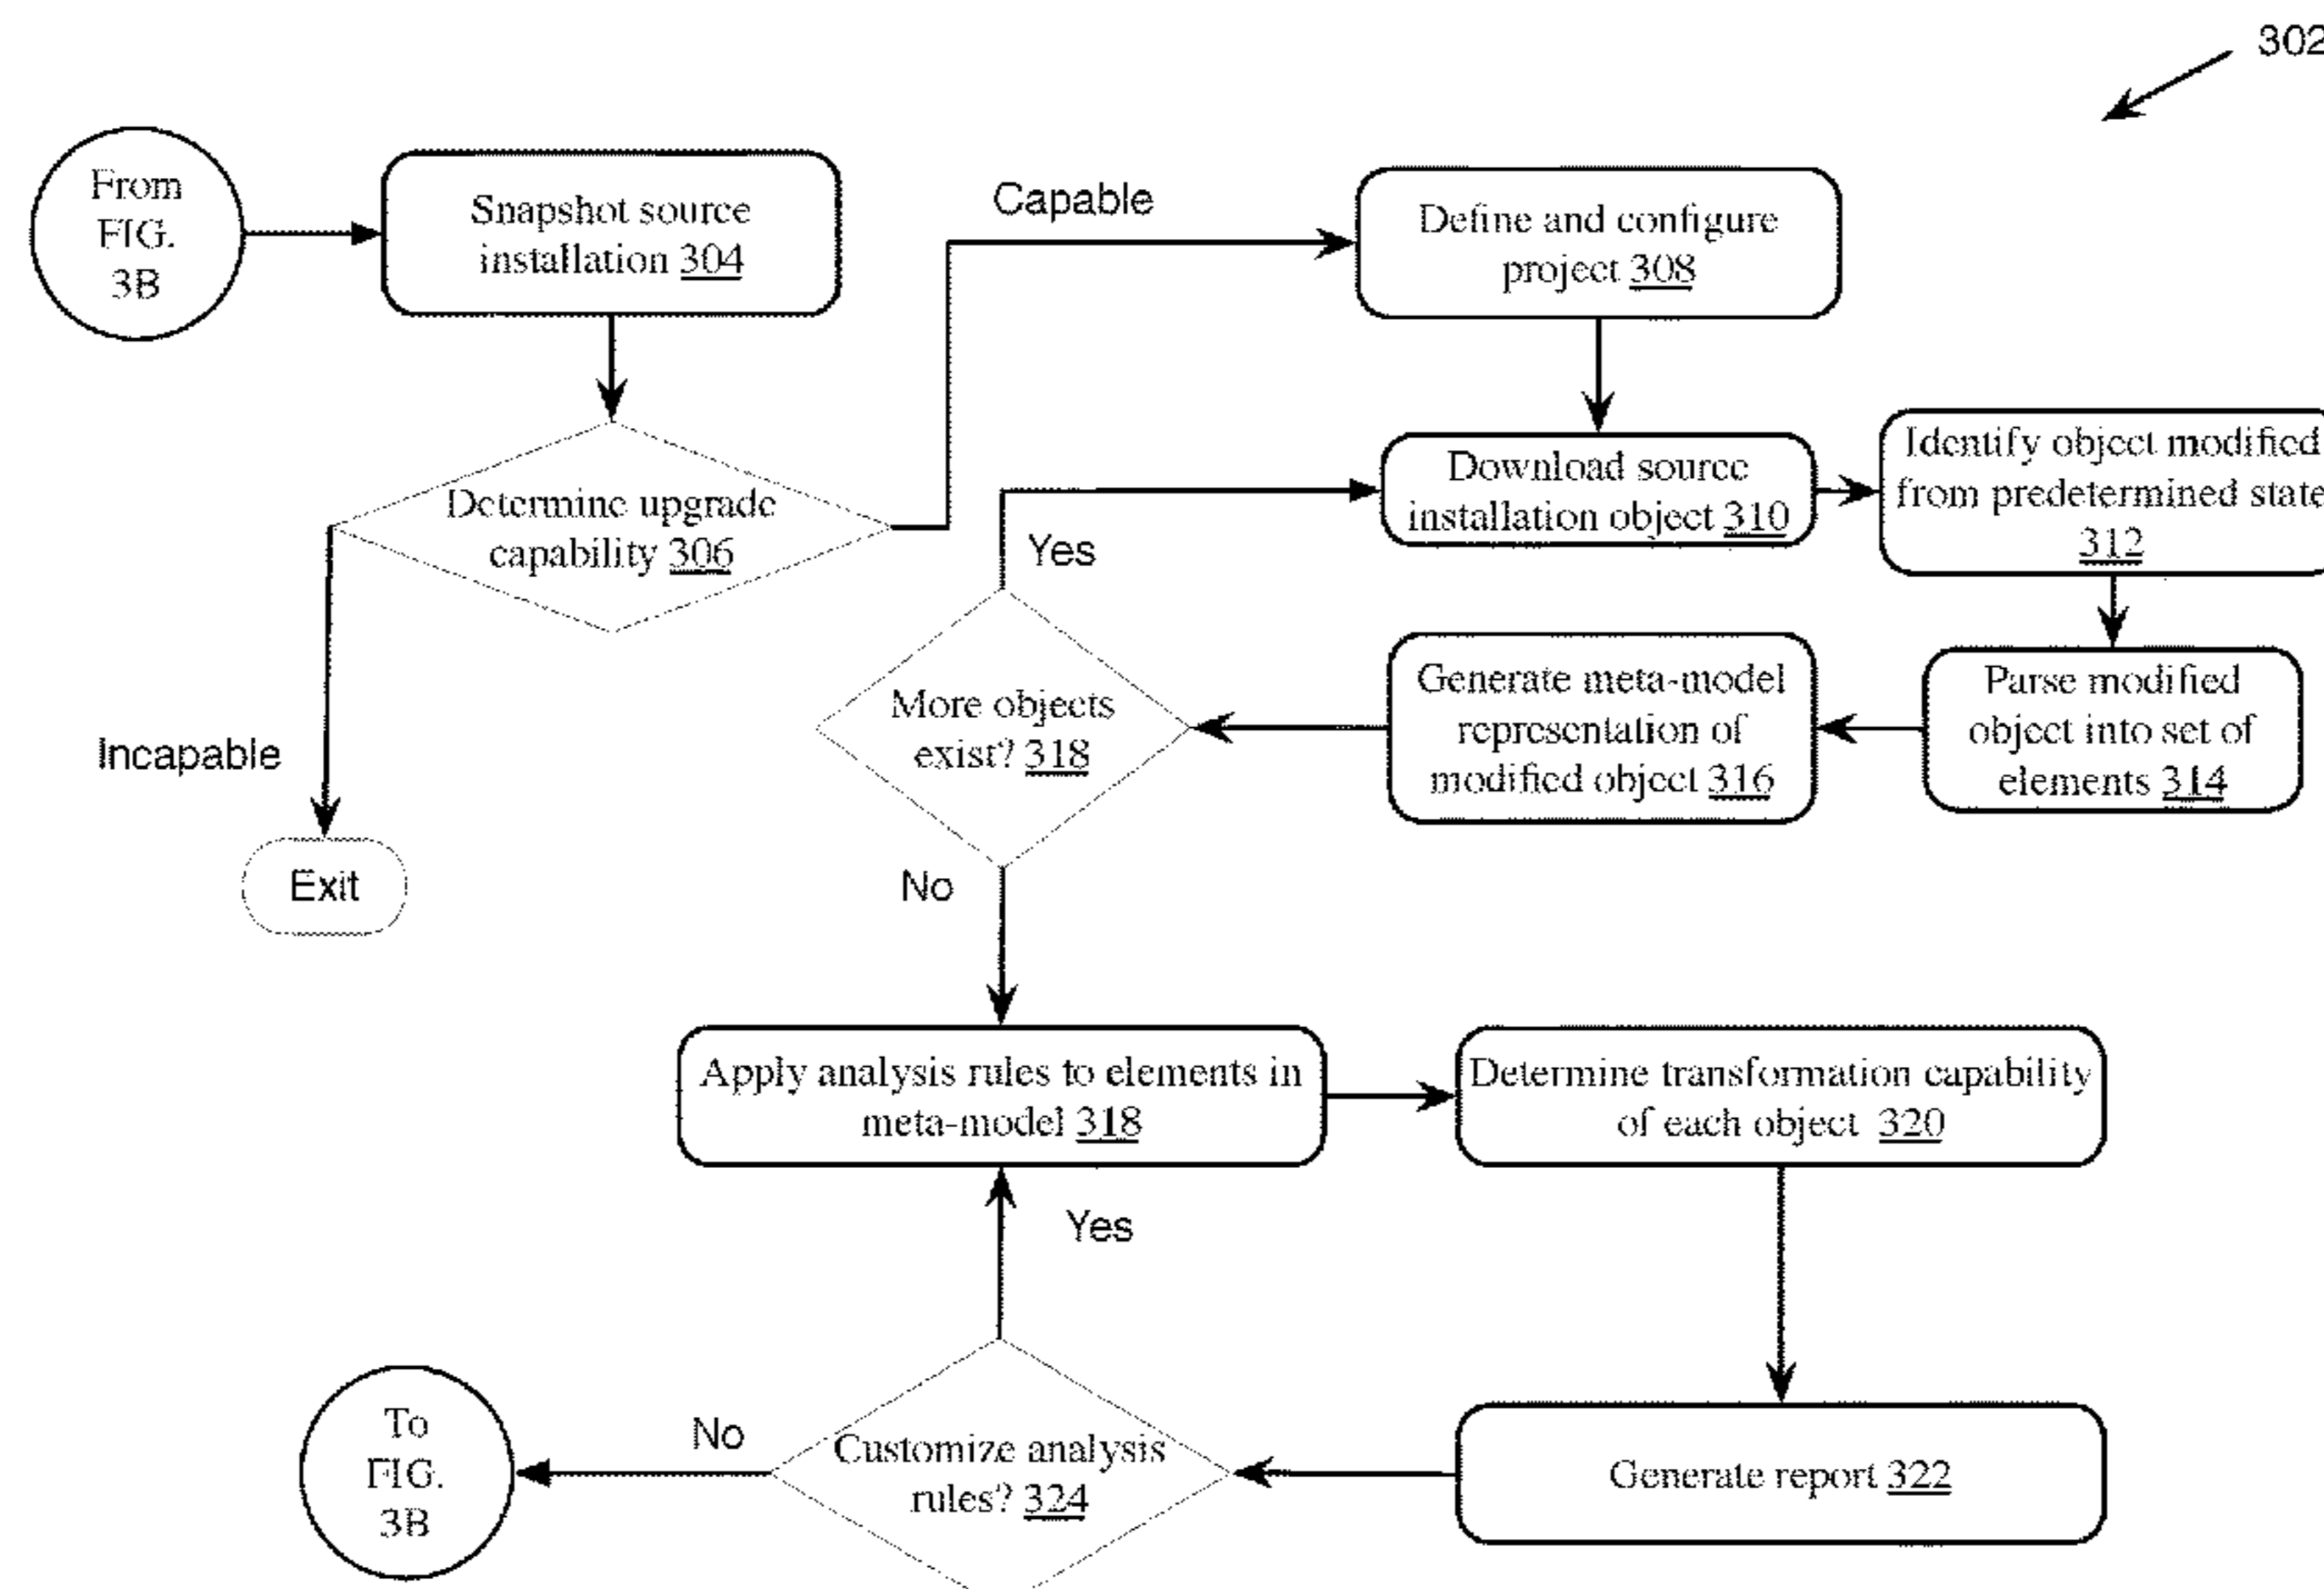 302
From
FIG.
3B
Snapshot source
installation 304
Capable
Define and configure
project 308
Determine upgrade
capability 306
Download source
installation object 310
Identify object modified
from predetermined state
312
Yes
Incapable
More objects
exist? 318
Generate meta-model
representation of
modified object 316
Parse modified
object into set of
elements 314
Exit
No
Apply analysis rules to elements in
meta-model 318
Determine transformation capability
of each object 320
Yes
To
FIG.
3B
No
Customize analysis
rules? 324
Generate report 322